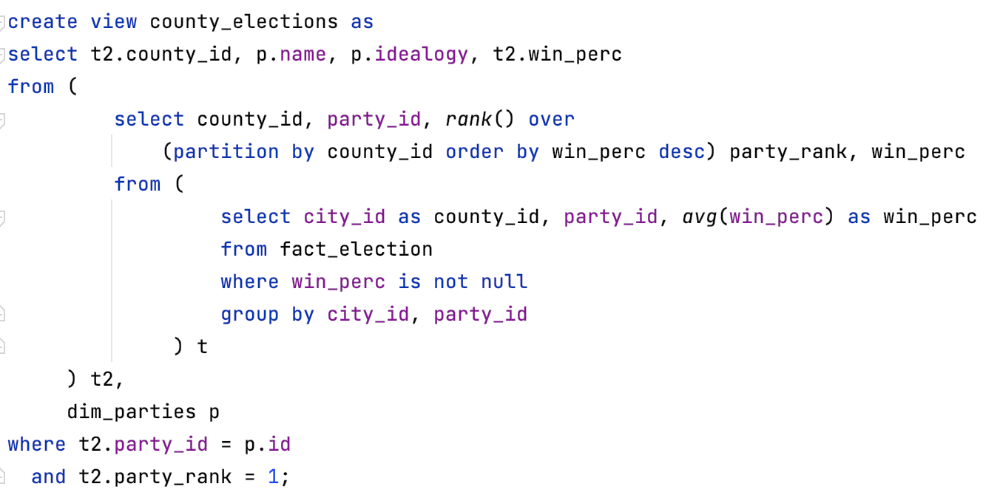 create view county_elections as
select t2.county_id, p.name, p.idealogy, t2.win_perc
from (
         select county_id, party_id, rank() over
             (partition by county_id order by win_perc desc) party_rank, win_perc
         from (
                  select city_id as county_id, party_id, avg(win_perc) as win_perc
                  from fact_election
                  where win_perc is not null
                  group by city_id, party_id
              ) t
     ) t2,
     dim_parties p
where t2.party_id = p.id
  and t2.party_rank = 1;